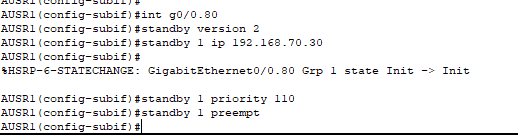 AUSR1(config-subif)#
AUSR1(config-subif)#int g0/0.80
AUSR1(config-subif)#standby version 2
AUSR1(config-subif)#standby 1 ip 192.168.70.30
AUSR1(config-subif)#
%HSRP-6-STATECHANGE: GigabitEthernet0/0.80 Grp 1 state Init -> Init
AUSR1(config-subif)#standby 1 priority 110
AUSR1(config-subif)#standby 1 preempt
AUSR1(config-subif)#